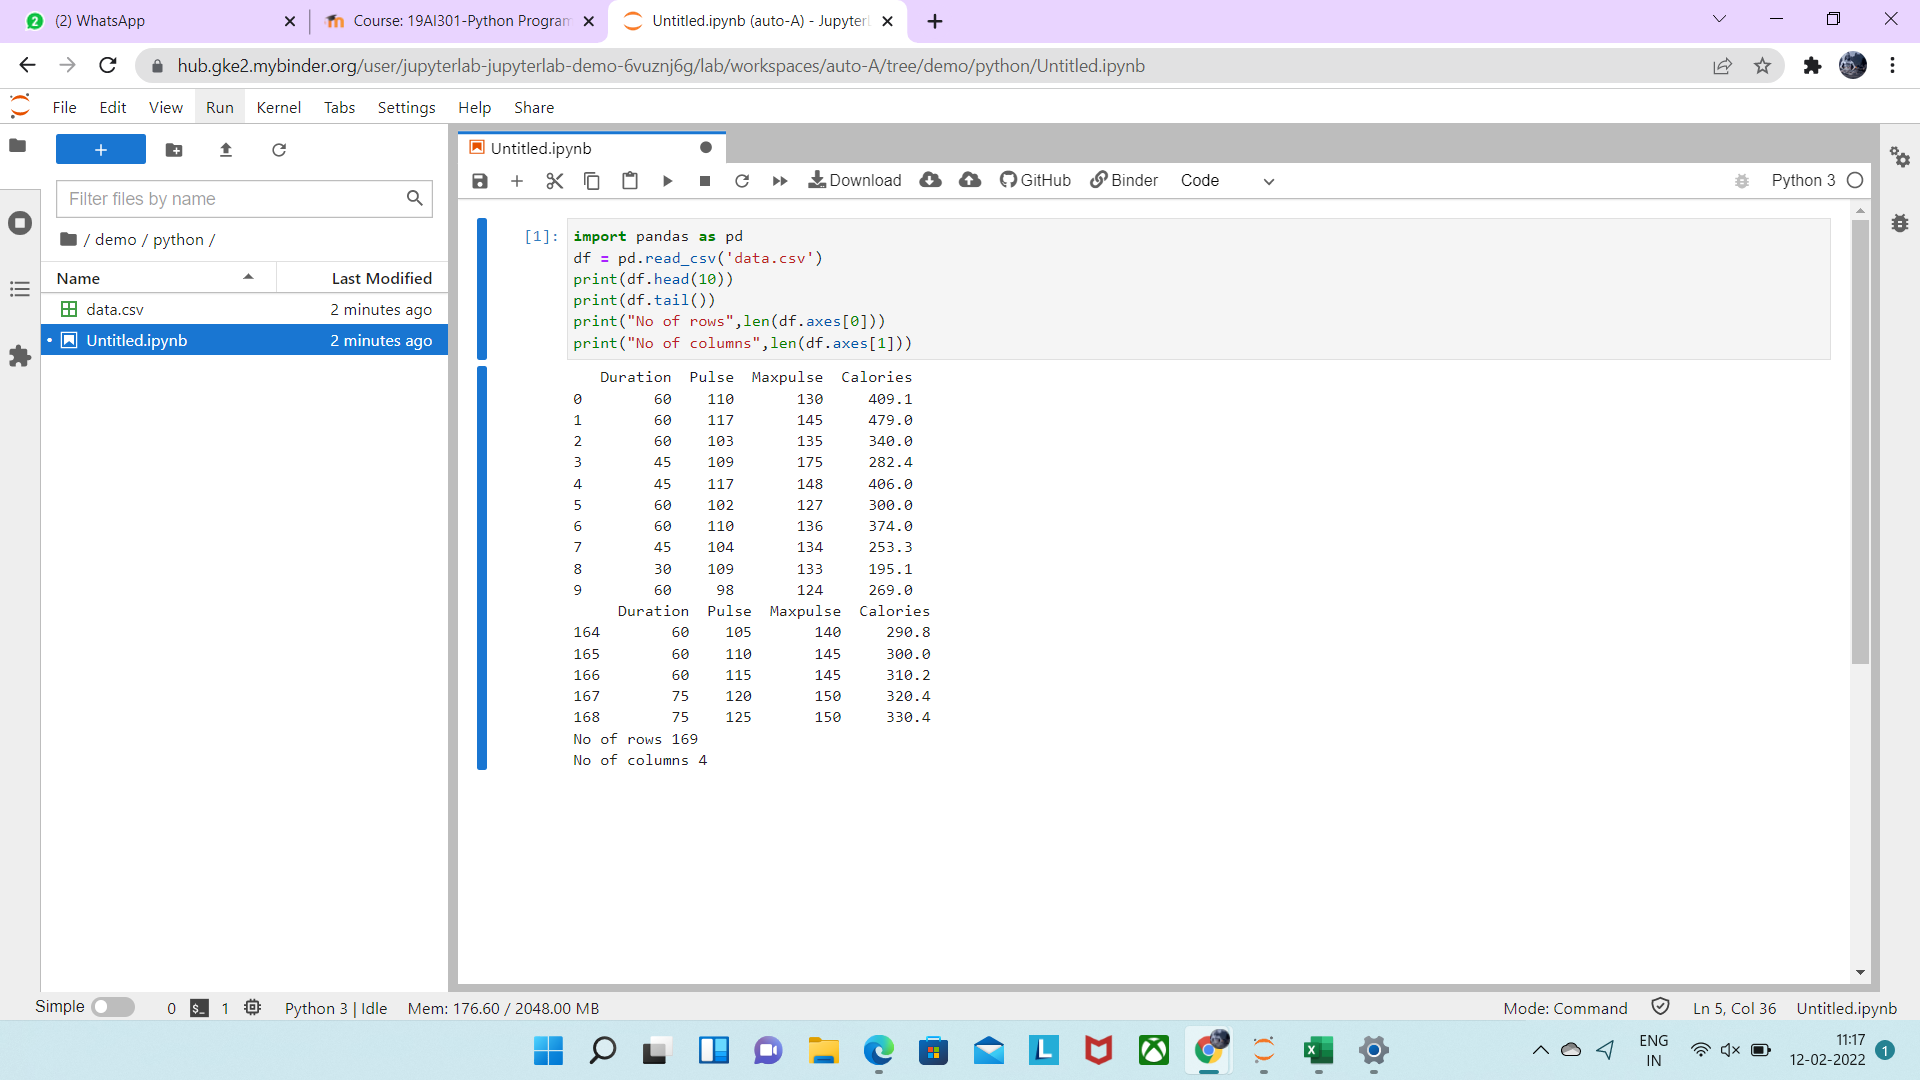 (2) WhatsApp
Course: 19AI301-Python Program
Untitled.ipynb (auto-A) - Jupyterl
hub.gke2.mybinder.org/user/jupyterlab-jupyterlab-demo-6vuznj6g/lab/workspaces/auto-A/tree/demo/python/Untitled.ipynb
File Edit View Run Kernel Tabs Settings Help Share
Filter files by name
/ demo / python /
Name Last Modified
data.csv 2 minutes ago
Untitled.ipynb 2 minutes ago
Untitled.ipynb
Download GitHub Binder Code Python 3
[1]: import pandas as pd
df = pd.read_csv('data.csv')
print(df.head(10))
print(df.tail())
print("No of rows",len(df.axes[0]))
print("No of columns",len(df.axes[1]))
Duration Pulse Maxpulse Calories
0 60 110 130 409.1
1 60 117 145 479.0
2 60 103 135 340.0
3 45 109 175 282.4
4 45 117 148 406.0
5 60 102 127 300.0
6 60 110 136 374.0
7 45 104 134 253.3
8 30 109 133 195.1
9 60 98 124 269.0
Duration Pulse Maxpulse Calories
164 60 105 140 290.8
165 60 110 145 300.0
166 60 115 145 310.2
167 75 120 150 320.4
168 75 125 150 330.4
No of rows 169
No of columns 4
Simple 0 $_ 1 Python 3 | Idle Mem: 176.60 / 2048.00 MB Mode: Command Ln 5, Col 36 Untitled.ipynb
L
ENG
IN
11:17
12-02-2022
1